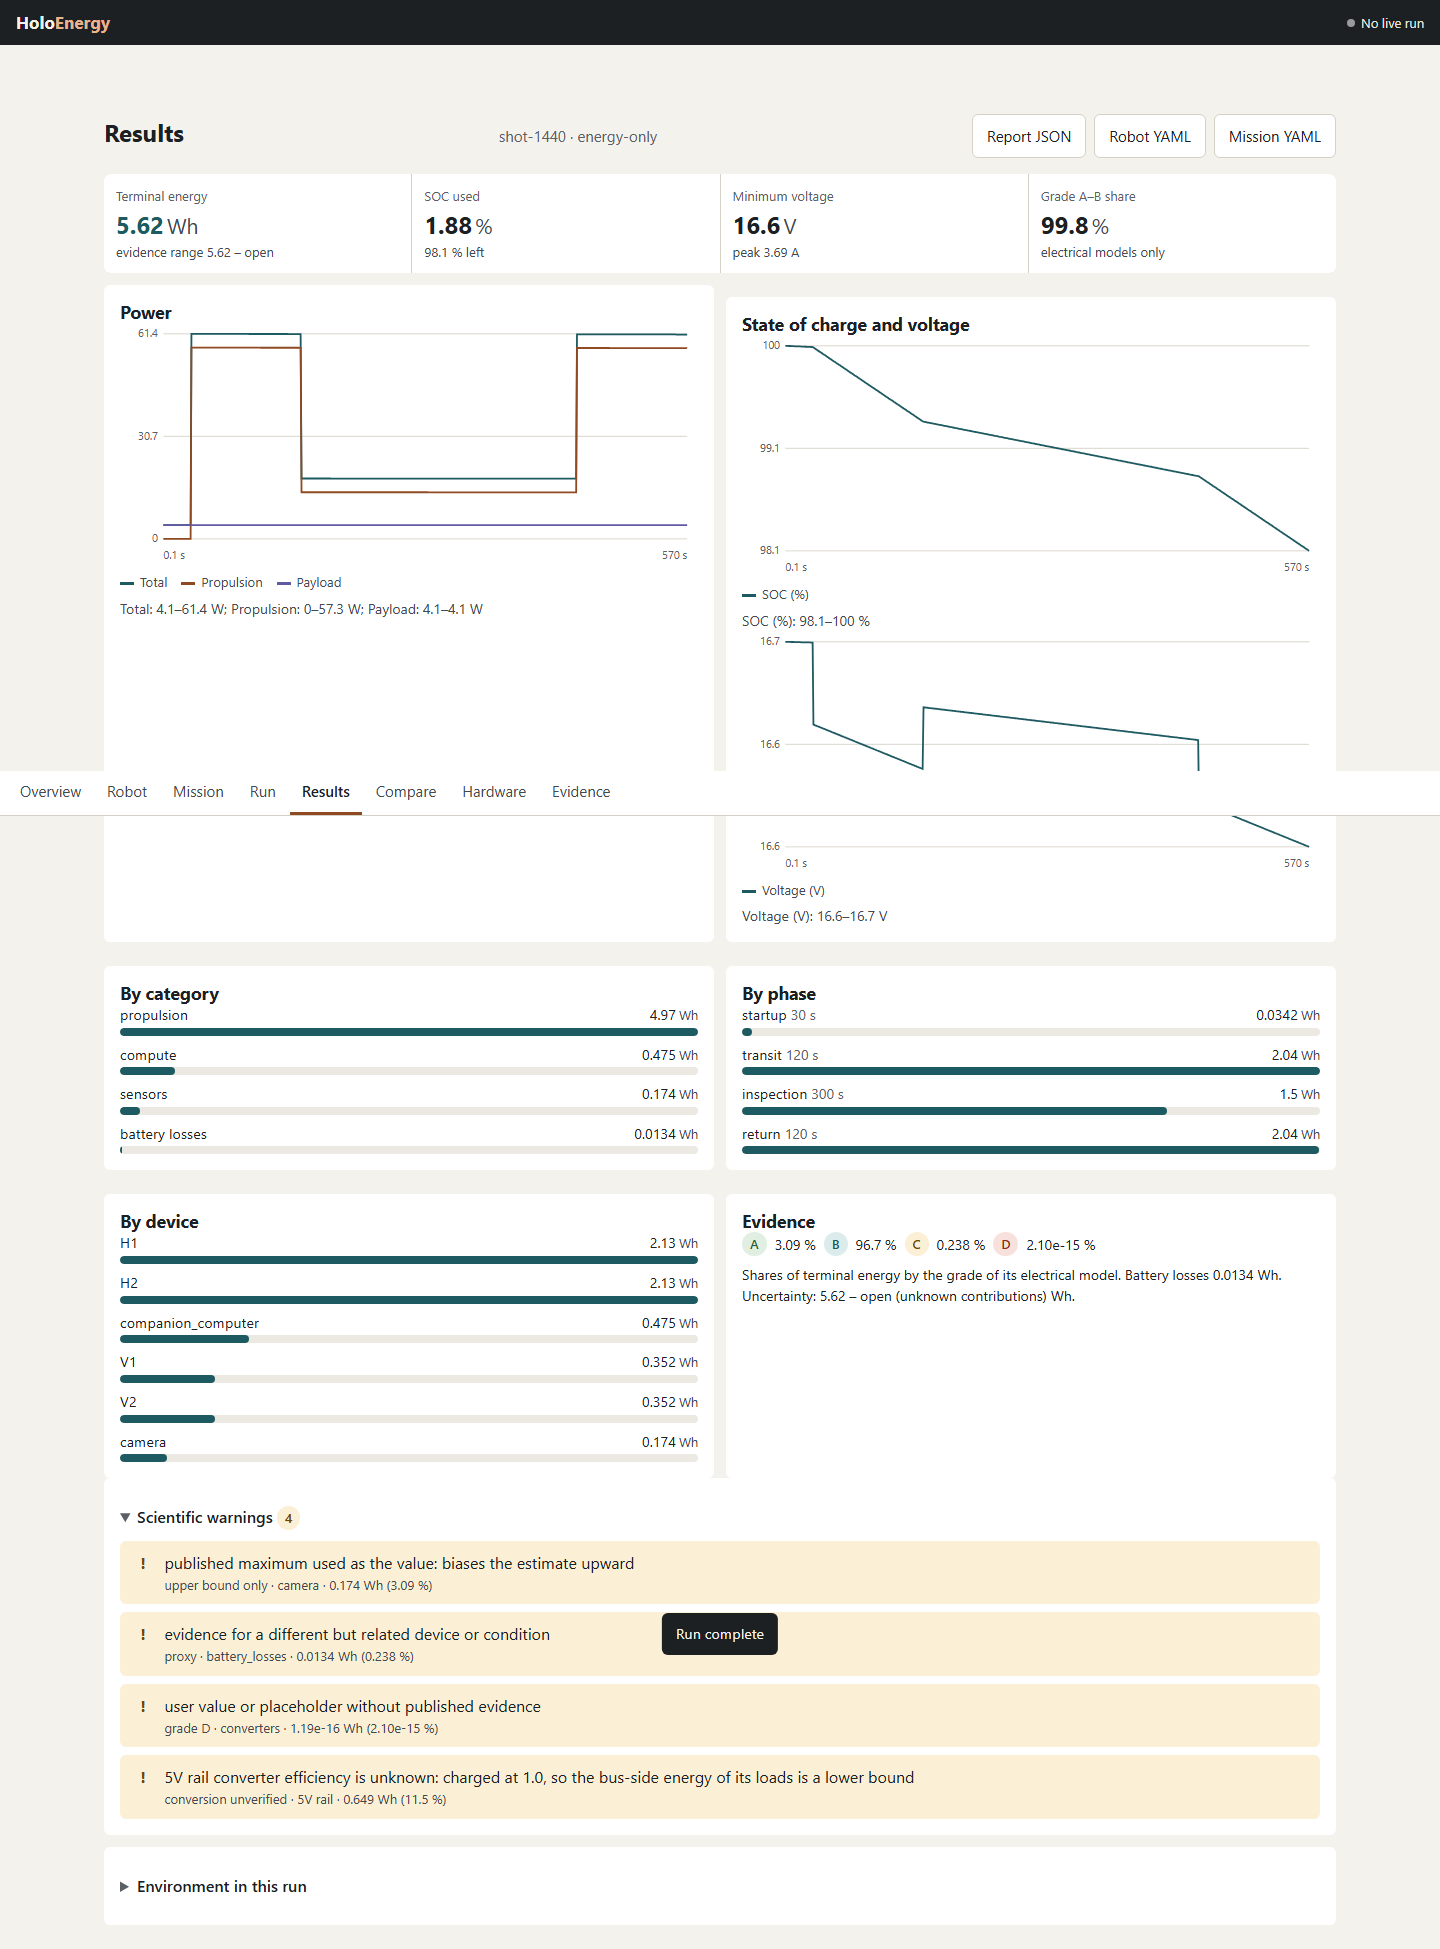 HoloEnergy
No live run
Results
shot-1440 · energy-only
Report JSON
Robot YAML
Mission YAML
Terminal energy
5.62 Wh
evidence range 5.62 – open
SOC used
1.88 %
98.1 % left
Minimum voltage
16.6 V
peak 3.69 A
Grade A–B share
99.8 %
electrical models only
Power
61.4
30.7
0
0.1 s
570 s
Total
Propulsion
Payload
Total: 4.1–61.4 W; Propulsion: 0–57.3 W; Payload: 4.1–4.1 W
State of charge and voltage
100
99.1
98.1
0.1 s
570 s
SOC (%)
SOC (%): 98.1–100 %
16.7
16.6
Overview
Robot
Mission
Run
Results
Compare
Hardware
Evidence
16.6
0.1 s
570 s
Voltage (V)
Voltage (V): 16.6–16.7 V
By category
propulsion 4.97 Wh
compute 0.475 Wh
sensors 0.174 Wh
battery losses 0.0134 Wh
By phase
startup 30 s 0.0342 Wh
transit 120 s 2.04 Wh
inspection 300 s 1.5 Wh
return 120 s 2.04 Wh
By device
H1 2.13 Wh
H2 2.13 Wh
companion_computer 0.475 Wh
V1 0.352 Wh
V2 0.352 Wh
camera 0.174 Wh
Evidence
A 3.09 % B 96.7 % C 0.238 % D 2.10e-15 %
Shares of terminal energy by the grade of its electrical model. Battery losses 0.0134 Wh.
Uncertainty: 5.62 – open (unknown contributions) Wh.
Scientific warnings 4
! published maximum used as the value: biases the estimate upward
upper bound only · camera · 0.174 Wh (3.09 %)
! evidence for a different but related device or condition
proxy · battery_losses · 0.0134 Wh (0.238 %)
Run complete
! user value or placeholder without published evidence
grade D · converters · 1.19e-16 Wh (2.10e-15 %)
! 5V rail converter efficiency is unknown: charged at 1.0, so the bus-side energy of its loads is a lower bound
conversion unverified · 5V rail · 0.649 Wh (11.5 %)
Environment in this run